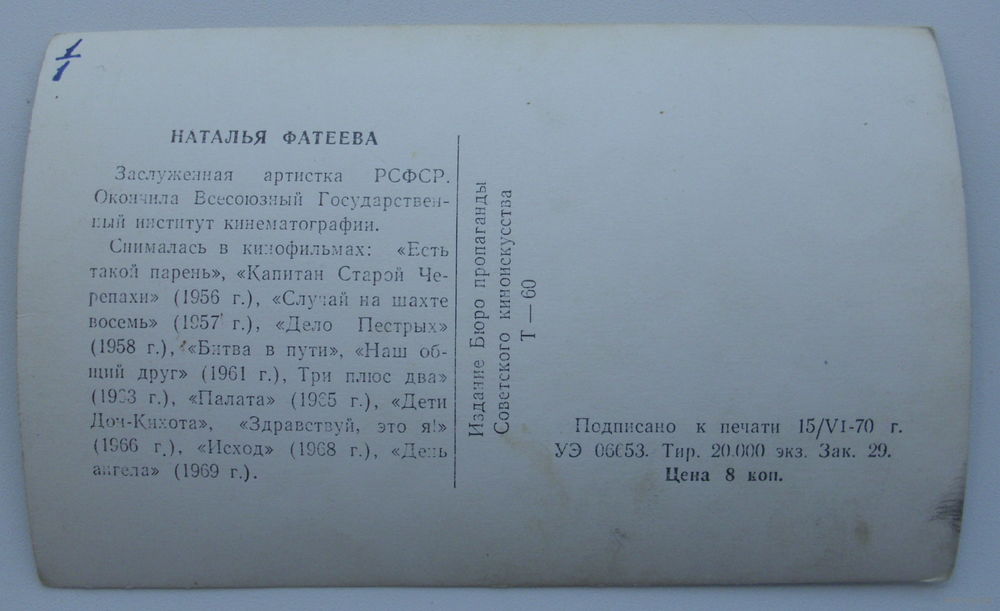 1/1
НАТАЛЬЯ ФАТЕЕВА
Заслуженная артистка РСФСР.
Окончила Всесоюзный Государствен-
ный институт кинематографии.
Снималась в кинофильмах: «Есть
такой парень», «Капитан Старой Че-
репахи» (1956 г.), «Случай на шахте
восемь» (1957 г.), «Дело Пестрых»
(1958 г.), «Битва в пути», «Наш об-
щий друг» (1961 г.), Три плюс два»
(1963 г.), «Палата» (1965 г.), «Дети
Дон-Кихота», «Здравствуй, это я!»
(1966 г.), «Исход» (1968 г.), «День
ангела» (1969 г.).
Издание Бюро пропаганды
Советского киноискусства
Т — 60
Подписано к печати 15/VI-70 г.
УЭ 06653. Тир. 20.000 экз. Зак. 29.
Цена 8 коп.